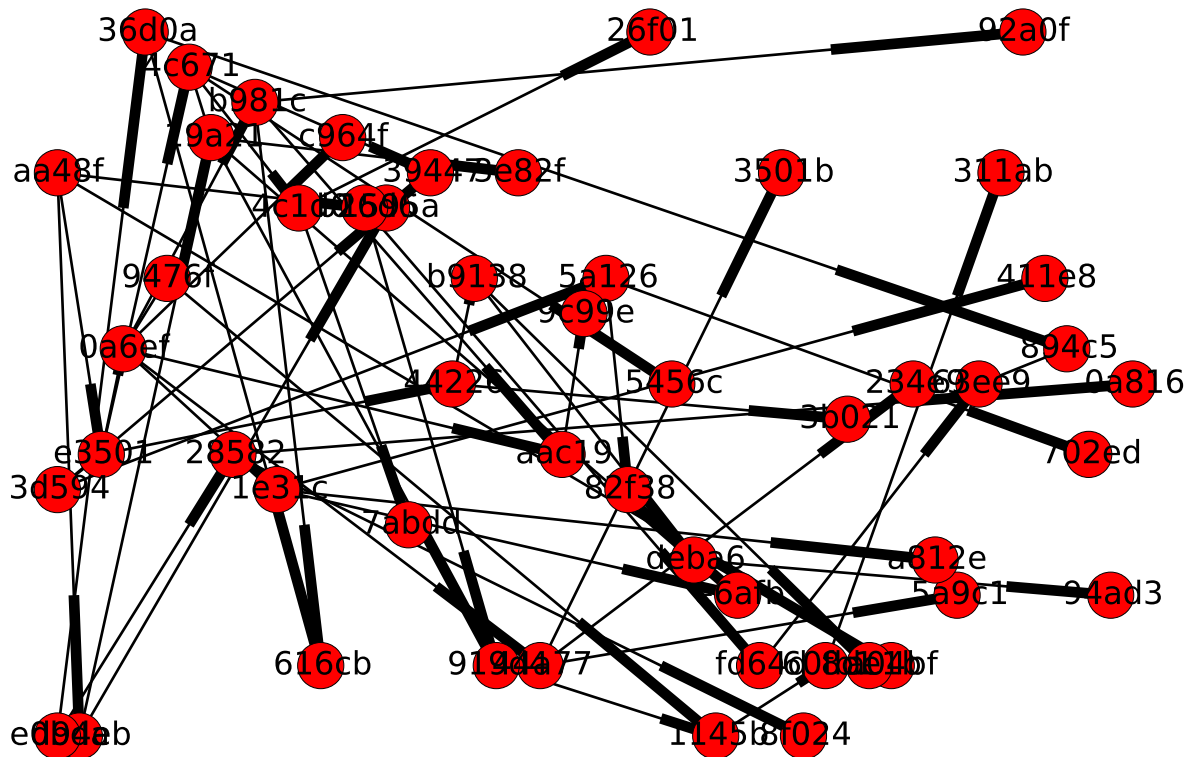 36d0a
26f01
92a0f
4c671
b981c
19a21
c964f
aa48f
39447
3e82f
3501b
311ab
9476f
b9138
5a126
411e8
9c99e
0a6ef
894c5
44226
5456c
234e9
0a816
3b021
e3501
28582
aac19
702ed
3d594
1e31c
82f38
7abdd
deba6
a812e
6afb
5a9c1
94ad3
616cb
1145b
8f024